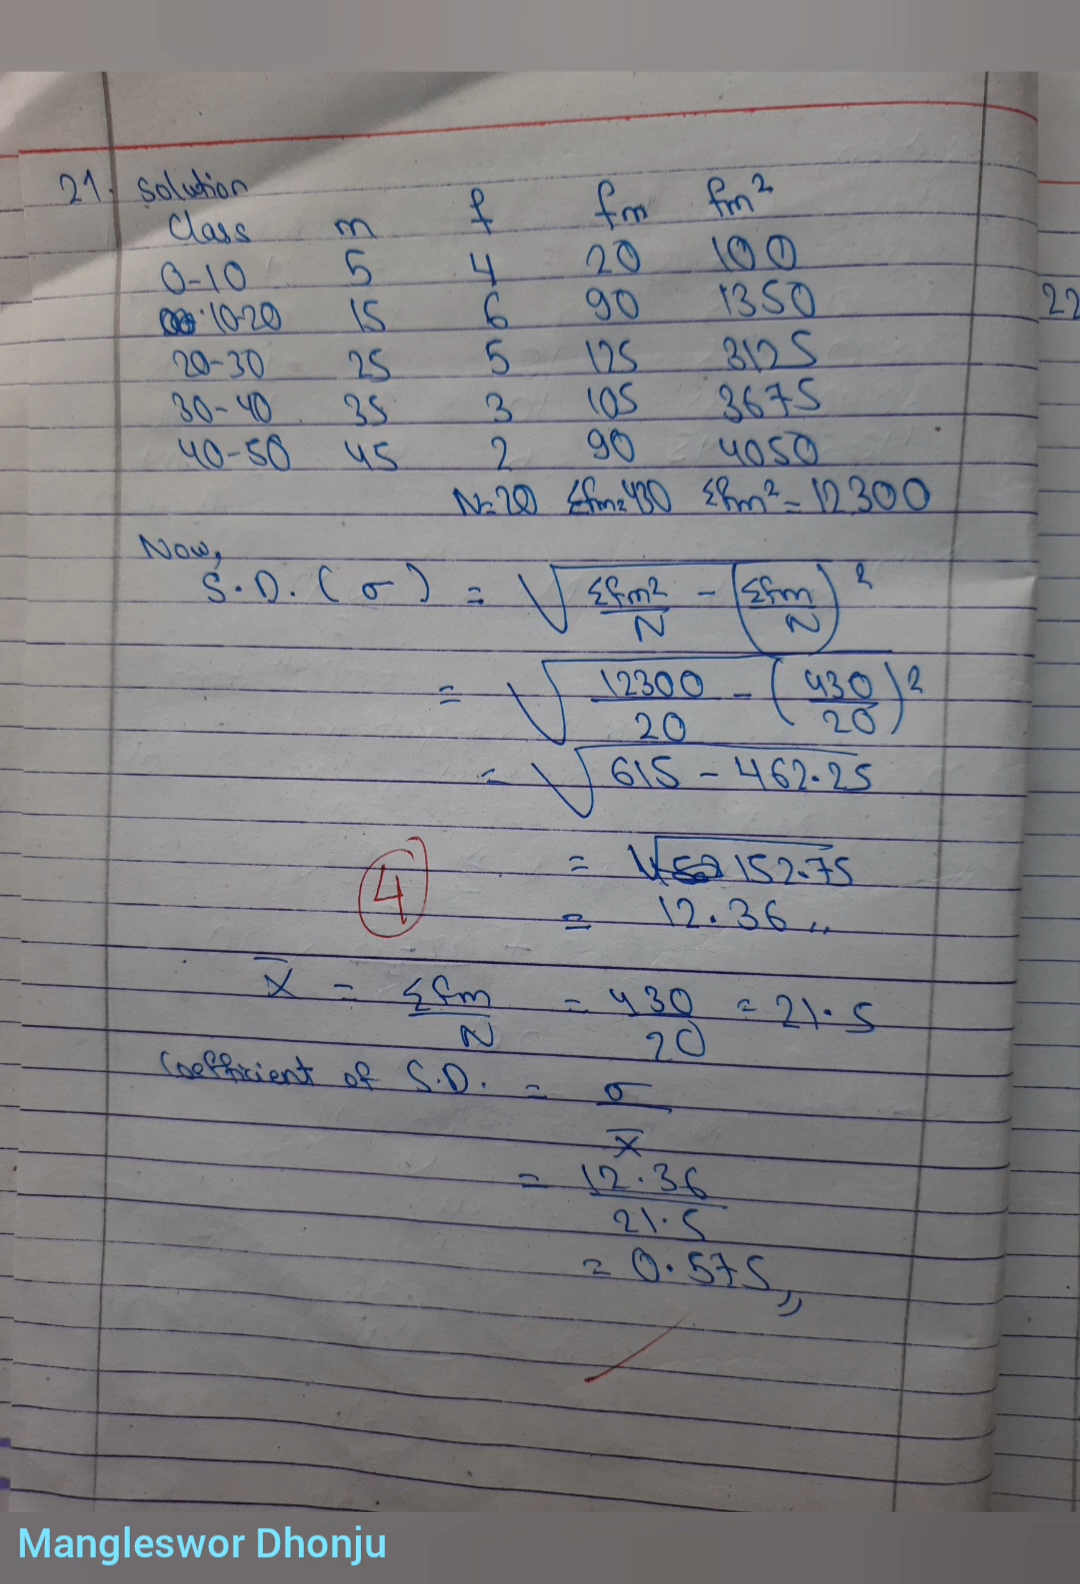 21. Solution
Class m f fm fm²
0-10 5 4 20 100
10-20 15 6 90 1350
20-30 25 5 125 3125
30-40 35 3 105 3675
40-50 45 2 90 4050
N=20 Σfm=430 Σfm²=12300
Now,
S.D. (σ) = √(Σfm²/N - (Σfm/N)²)
= √(12300/20 - (430/20)²)
= √(615 - 462.25)
= √152.75
4
= 12.36,,
X̄ = Σfm/N = 430/20 = 21.5
Coefficient of S.D. = σ/X̄
= 12.36/21.5
= 0.575,,
22
Mangleswor Dhonju